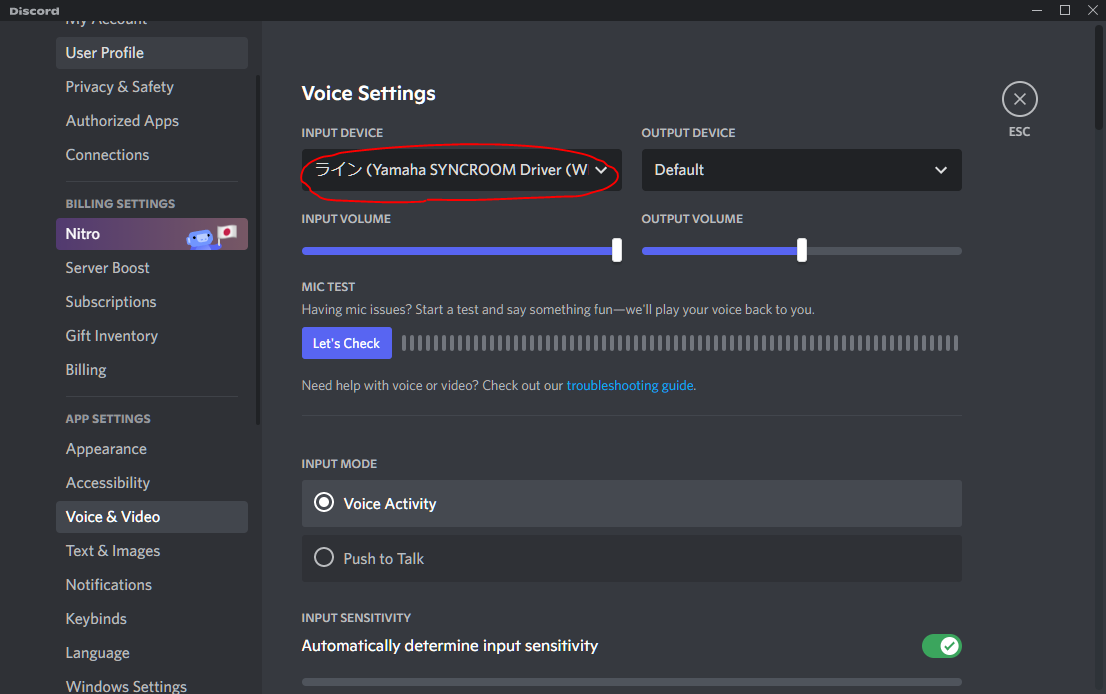 Discord
My Account
User Profile
Privacy & Safety
Authorized Apps
Connections
BILLING SETTINGS
Nitro
Server Boost
Subscriptions
Gift Inventory
Billing
APP SETTINGS
Appearance
Accessibility
Voice & Video
Text & Images
Notifications
Keybinds
Language
Windows Settings
Voice Settings
ESC
INPUT DEVICE
OUTPUT DEVICE
ライン (Yamaha SYNCROOM Driver (W
Default
INPUT VOLUME
OUTPUT VOLUME
MIC TEST
Having mic issues? Start a test and say something fun—we'll play your voice back to you.
Let's Check
Need help with voice or video? Check out our troubleshooting guide.
INPUT MODE
Voice Activity
Push to Talk
INPUT SENSITIVITY
Automatically determine input sensitivity